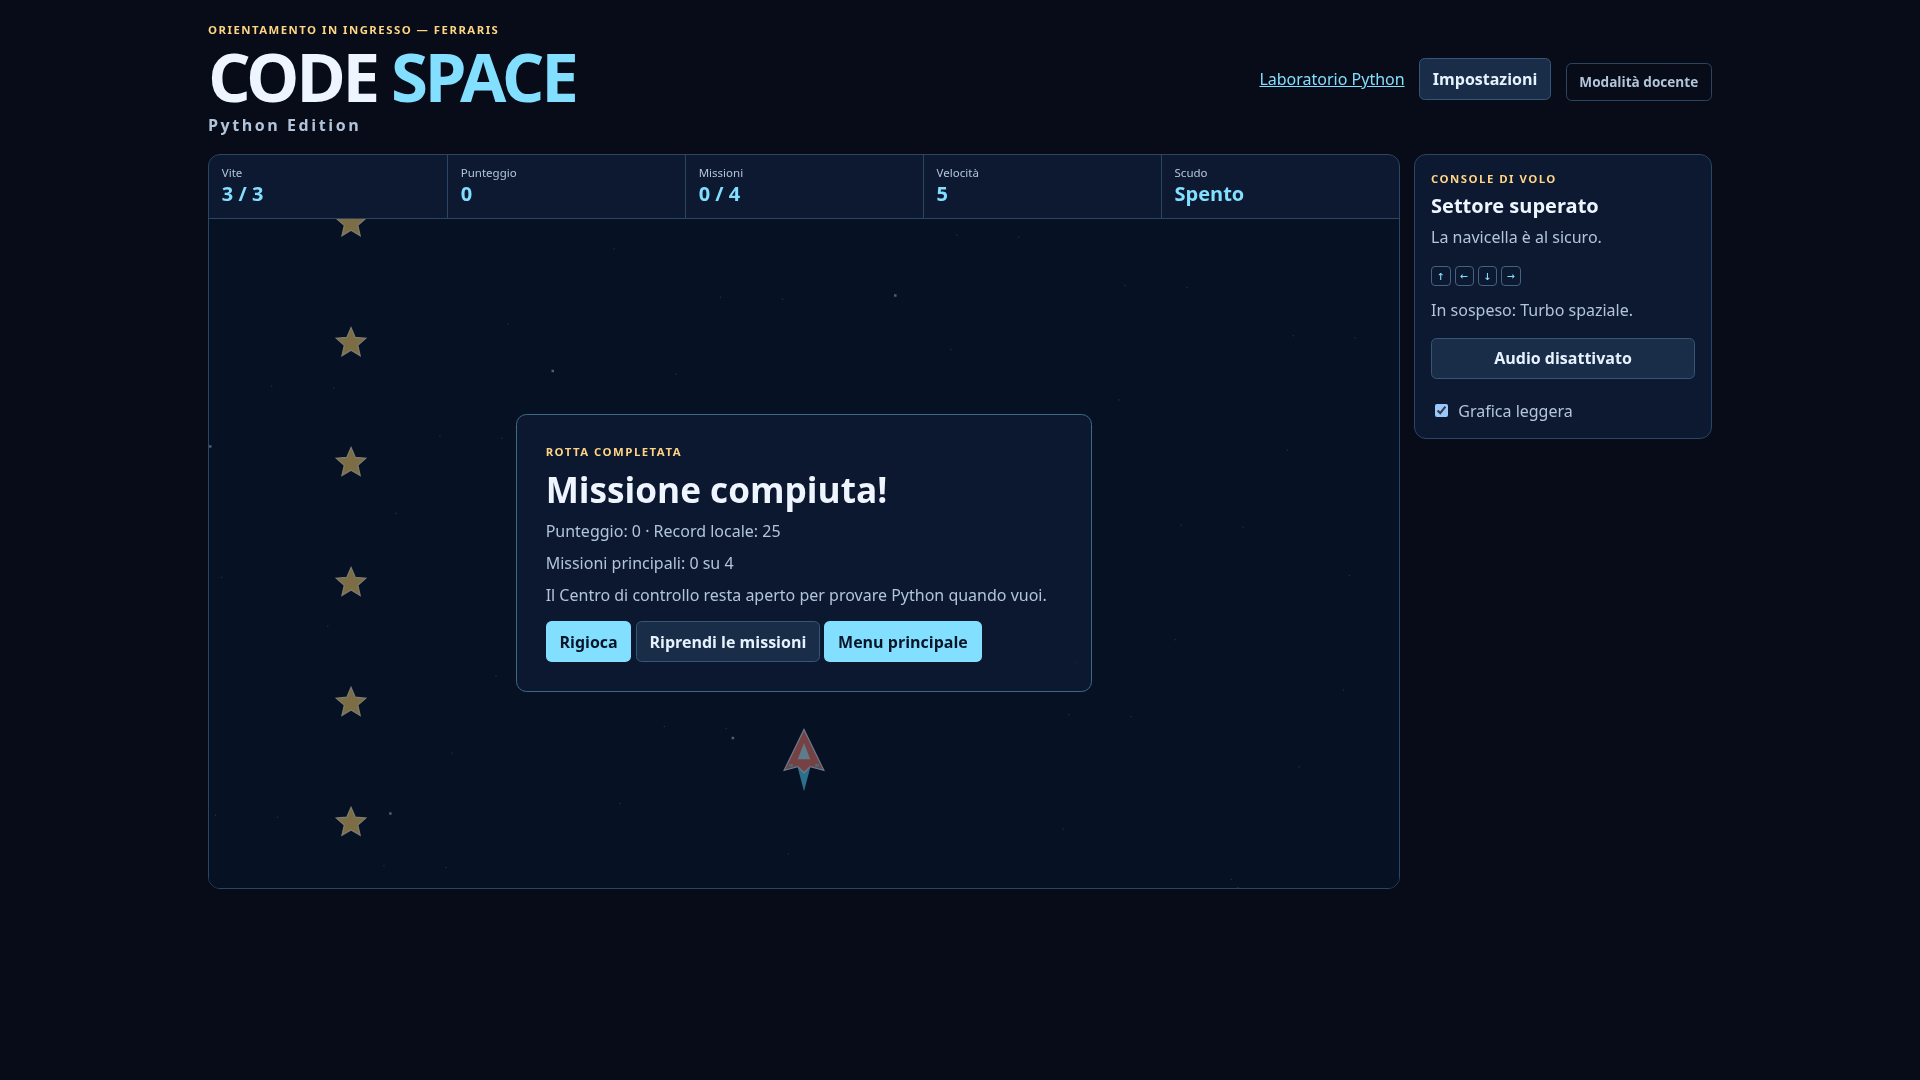 ORIENTAMENTO IN INGRESSO — FERRARIS
CODE SPACE
Python Edition
Laboratorio Python
Impostazioni
Modalità docente
Vite
3 / 3
Punteggio
0
Missioni
0 / 4
Velocità
5
Scudo
Spento
ROTTA COMPLETATA
Missione compiuta!
Punteggio: 0 · Record locale: 25
Missioni principali: 0 su 4
Il Centro di controllo resta aperto per provare Python quando vuoi.
Rigioca
Riprendi le missioni
Menu principale
CONSOLE DI VOLO
Settore superato
La navicella è al sicuro.
↑ ← ↓ →
In sospeso: Turbo spaziale.
Audio disattivato
Grafica leggera